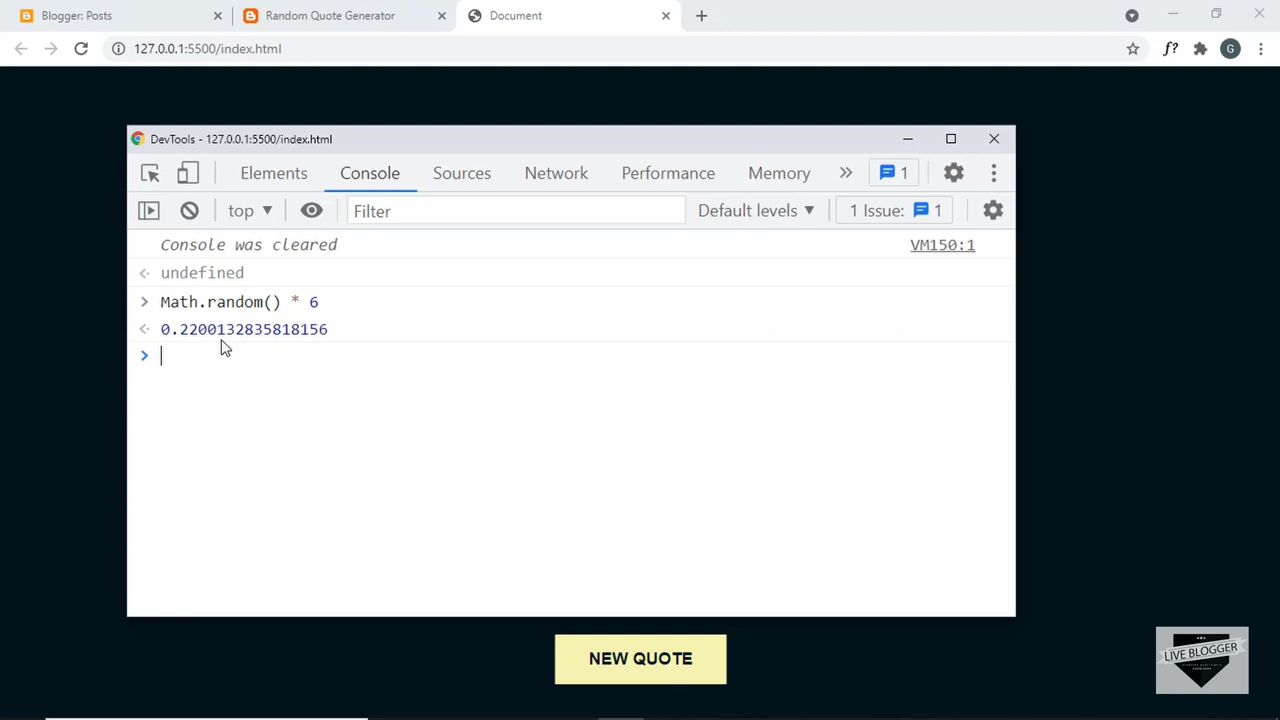 Blogger: Posts
Random Quote Generator
Document
127.0.0.1:5500/index.html
f?
G
DevTools - 127.0.0.1:5500/index.html
Elements
Console
Sources
Network
Performance
Memory
»
1
top
Filter
Default levels
1 Issue: 1
Console was cleared
VM150:1
undefined
Math.random() * 6
0.2200132835818156
NEW QUOTE
LIVE BLOGGER